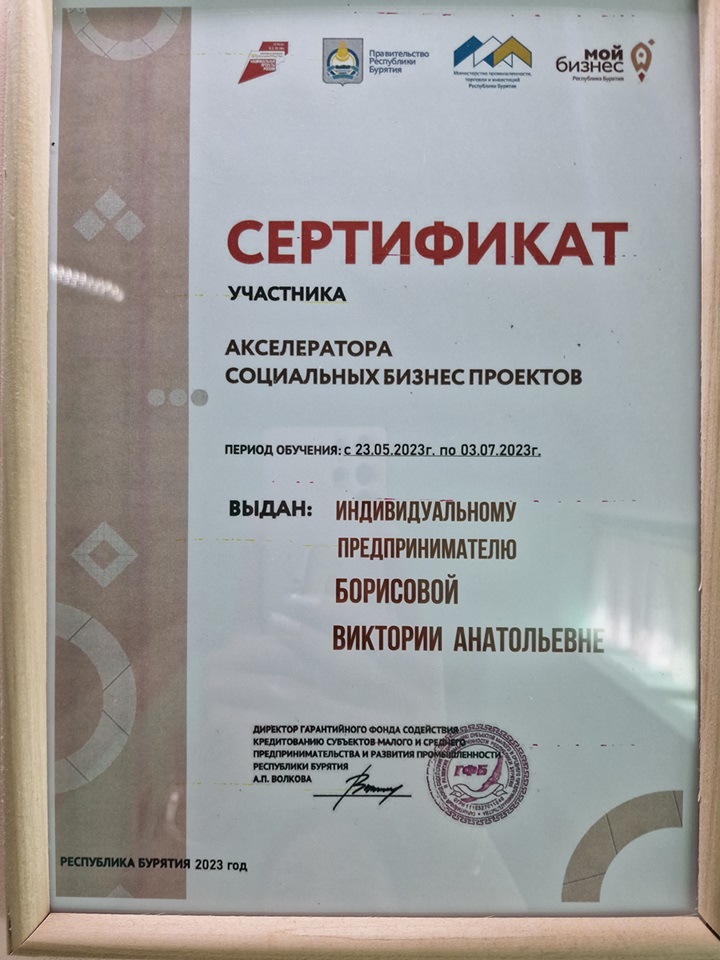 Правительство
Республики
Бурятия
Министерство промышленности,
торговли и инвестиций
Республики Бурятия
мой
бизнес
Республика Бурятия
СЕРТИФИКАТ
УЧАСТНИКА
АКСЕЛЕРАТОРА
СОЦИАЛЬНЫХ БИЗНЕС ПРОЕКТОВ
ПЕРИОД ОБУЧЕНИЯ: с 23.05.2023г. по 03.07.2023г.
ВЫДАН: ИНДИВИДУАЛЬНОМУ
ПРЕДПРИНИМАТЕЛЮ
БОРИСОВОЙ
ВИКТОРИИ АНАТОЛЬЕВНЕ
ДИРЕКТОР ГАРАНТИЙНОГО ФОНДА СОДЕЙСТВИЯ
КРЕДИТОВАНИЮ СУБЪЕКТОВ МАЛОГО И СРЕДНЕГО
ПРЕДПРИНИМАТЕЛЬСТВА И РАЗВИТИЯ ПРОМЫШЛЕННОСТИ
РЕСПУБЛИКИ БУРЯТИЯ
А.П. ВОЛКОВА
ГФБ
РЕСПУБЛИКА БУРЯТИЯ 2023 год